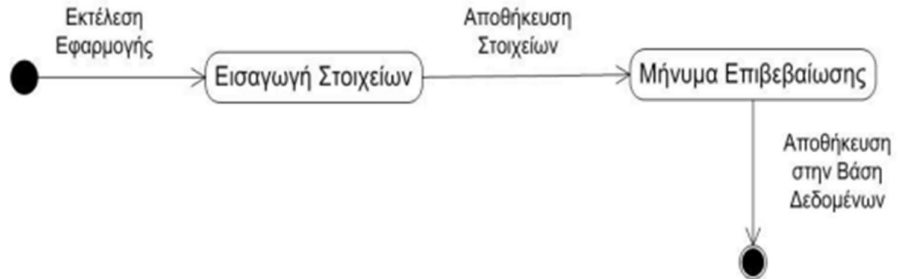 Εκτέλεση
Εφαρμογής
Εισαγωγή Στοιχείων
Αποθήκευση
Στοιχείων
Μήνυμα Επιβεβαίωσης
Αποθήκευση
στην Βάση
Δεδομένων